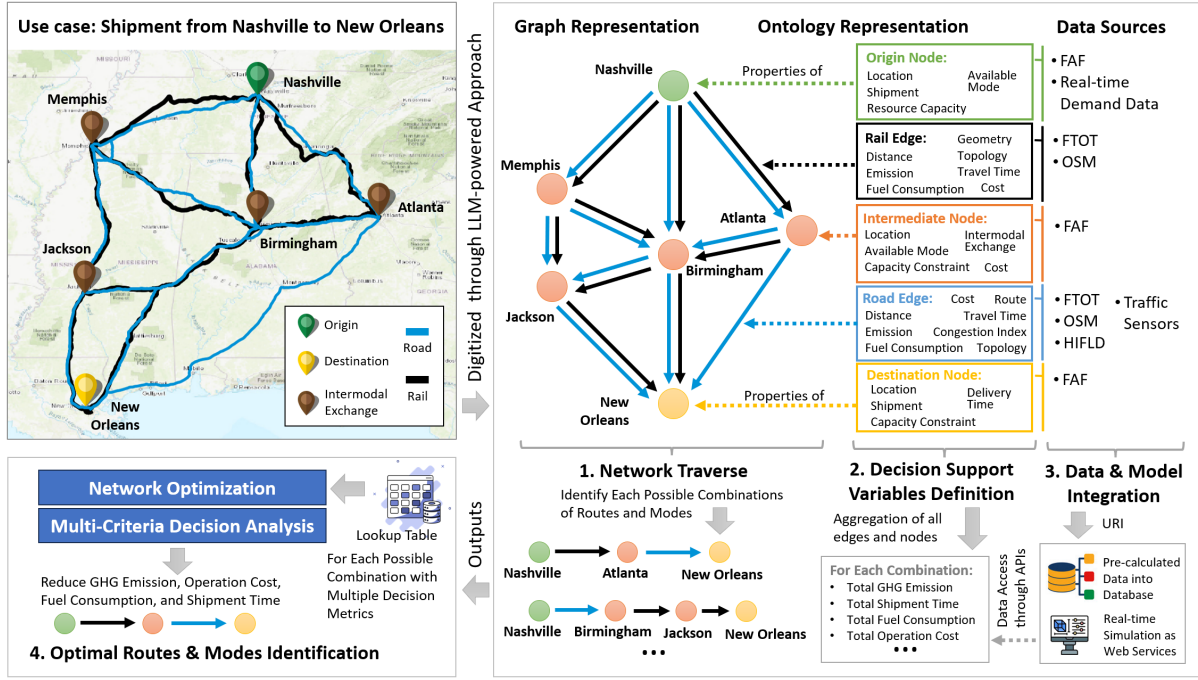 Use case: Shipment from Nashville to New Orleans
Nashville
Memphis
Atlanta
Birmingham
Jackson
New
Orleans
Origin
Destination
Intermodal
Exchange
Road
Rail
Digitized through LLM-powered Approach
Graph Representation
Ontology Representation
Data Sources
Nashville
Memphis
Atlanta
Birmingham
Jackson
New
Orleans
Properties of
Properties of
Origin Node:
Location
Available
Mode
Shipment
Resource Capacity
• FAF
• Real-time
Demand Data
Rail Edge:
Geometry
Distance
Topology
Emission
Travel Time
Fuel Consumption
Cost
• FTOT
• OSM
Intermediate Node:
Location
Intermodal
Exchange
Available Mode
Capacity Constraint
Cost
• FAF
Road Edge:
Cost
Route
Distance
Travel Time
Emission
Congestion Index
Fuel Consumption
Topology
• FTOT
• OSM
• HIFLD
• Traffic
Sensors
Destination Node:
Location
Delivery
Time
Shipment
Capacity Constraint
• FAF
1. Network Traverse
Identify Each Possible Combinations
of Routes and Modes
Nashville
Atlanta
New Orleans
Nashville
Birmingham
Jackson
New Orleans
• • •
2. Decision Support
Variables Definition
Aggregation of all
edges and nodes
For Each Combination:
• Total GHG Emission
• Total Shipment Time
• Total Fuel Consumption
• Total Operation Cost
• • •
Data Access
through APIs
3. Data & Model
Integration
URI
Pre-calculated
Data into
Database
Real-time
Simulation as
Web Services
Outputs
Network Optimization
Multi-Criteria Decision Analysis
Lookup Table
For Each Possible
Combination with
Multiple Decision
Metrics
Reduce GHG Emission, Operation Cost,
Fuel Consumption, and Shipment Time
4. Optimal Routes & Modes Identification